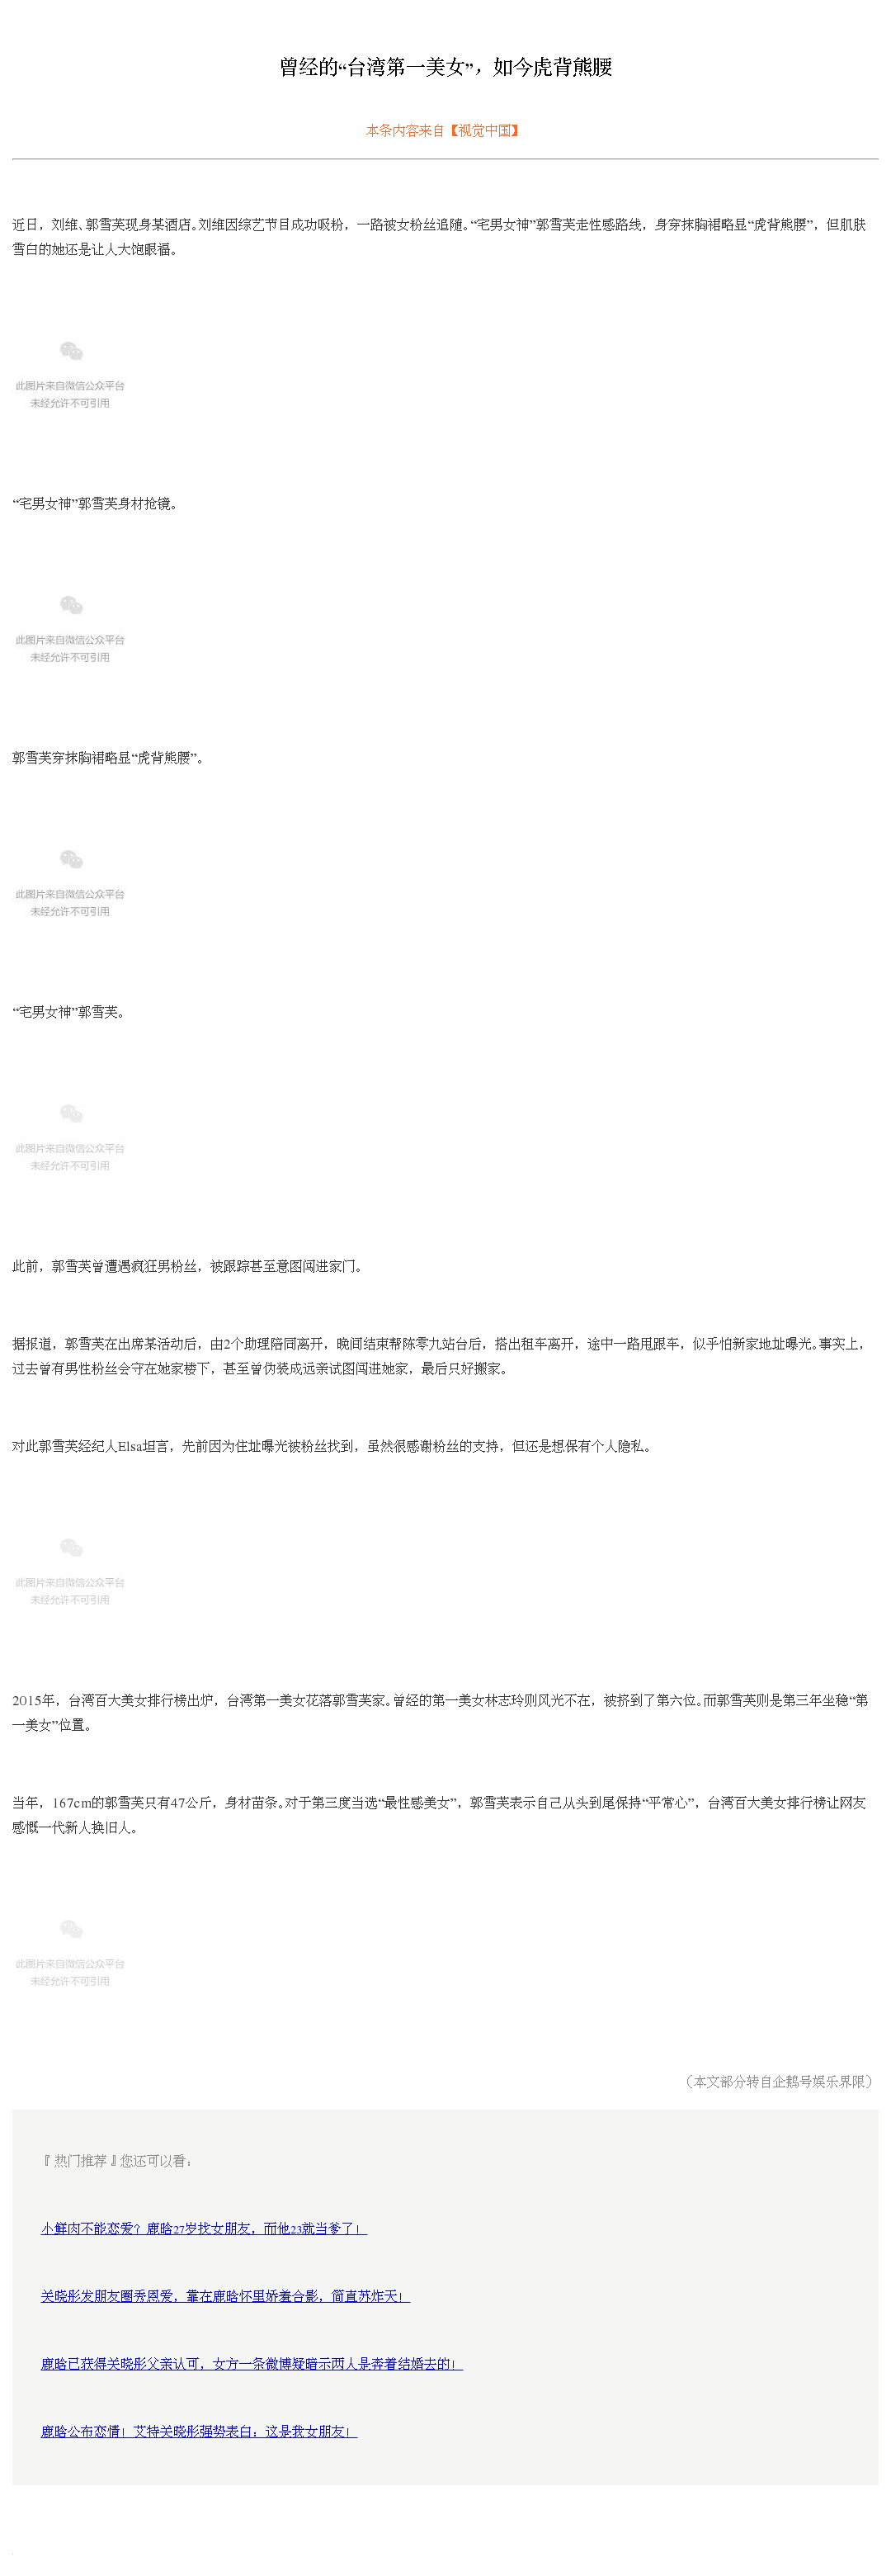 曾经的“台湾第一美女”，如今虎背熊腰
本条内容来自【视觉中国】
近日，刘维、郭雪芙现身某酒店。刘维因综艺节目成功吸粉，一路被女粉丝追随。“宅男女神”郭雪芙走性感路线，身穿抹胸裙略显“虎背熊腰”，但肌肤
雪白的她还是让人大饱眼福。
此图片来自微信公众平台
未经允许不可引用
“宅男女神”郭雪芙身材抢镜。
此图片来自微信公众平台
未经允许不可引用
郭雪芙穿抹胸裙略显“虎背熊腰”。
此图片来自微信公众平台
未经允许不可引用
“宅男女神”郭雪芙。
此图片来自微信公众平台
未经允许不可引用
此前，郭雪芙曾遭遇疯狂男粉丝，被跟踪甚至意图闯进家门。
据报道，郭雪芙在出席某活动后，由2个助理陪同离开，晚间结束帮陈零九站台后，搭出租车离开，途中一路甩跟车，似乎怕新家地址曝光。事实上，
过去曾有男性粉丝会守在她家楼下，甚至曾伪装成远亲试图闯进她家，最后只好搬家。
对此郭雪芙经纪人Elsa坦言，先前因为住址曝光被粉丝找到，虽然很感谢粉丝的支持，但还是想保有个人隐私。
此图片来自微信公众平台
未经允许不可引用
2015年，台湾百大美女排行榜出炉，台湾第一美女花落郭雪芙家。曾经的第一美女林志玲则风光不在，被挤到了第六位。而郭雪芙则是第三年坐稳“第
一美女”位置。
当年，167cm的郭雪芙只有47公斤，身材苗条。对于第三度当选“最性感美女”，郭雪芙表示自己从头到尾保持“平常心”，台湾百大美女排行榜让网友
感慨一代新人换旧人。
此图片来自微信公众平台
未经允许不可引用
（本文部分转自企鹅号娱乐界限）
『 热门推荐 』您还可以看：
小鲜肉不能恋爱？鹿晗27岁找女朋友，而他23就当爹了！
关晓彤发朋友圈秀恩爱，靠在鹿晗怀里娇羞合影，简直苏炸天！
鹿晗已获得关晓彤父亲认可，女方一条微博疑暗示两人是奔着结婚去的！
鹿晗公布恋情！艾特关晓彤强势表白：这是我女朋友！